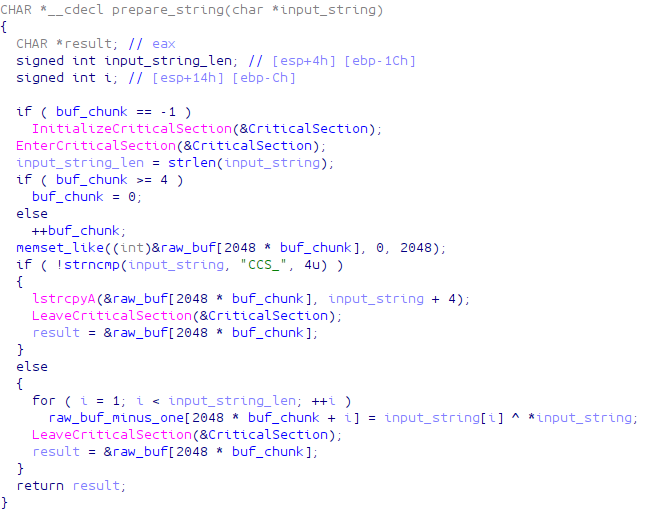 CHAR *__cdecl prepare_string(char *input_string)
{
  CHAR *result; // eax
  signed int input_string_len; // [esp+4h] [ebp-1Ch]
  signed int i; // [esp+14h] [ebp-Ch]

  if ( buf_chunk == -1 )
    InitializeCriticalSection(&CriticalSection);
  EnterCriticalSection(&CriticalSection);
  input_string_len = strlen(input_string);
  if ( buf_chunk >= 4 )
    buf_chunk = 0;
  else
    ++buf_chunk;
  memset_like((int)&raw_buf[2048 * buf_chunk], 0, 2048);
  if ( !strncmp(input_string, "CCS_", 4u) )
  {
    lstrcpyA(&raw_buf[2048 * buf_chunk], input_string + 4);
    LeaveCriticalSection(&CriticalSection);
    result = &raw_buf[2048 * buf_chunk];
  }
  else
  {
    for ( i = 1; i < input_string_len; ++i )
      raw_buf_minus_one[2048 * buf_chunk + i] = input_string[i] ^ *input_string;
    LeaveCriticalSection(&CriticalSection);
    result = &raw_buf[2048 * buf_chunk];
  }
  return result;
}